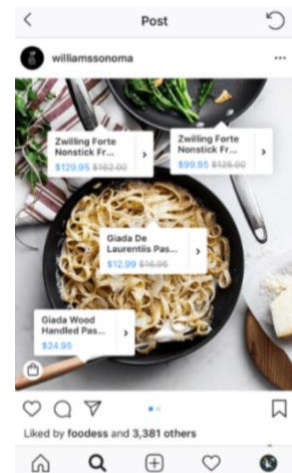 Post
williamssonoma
Zwilling Forte
Nonstick Fr...
$129.95 $162.00
Zwilling Forte
Nonstick Fr...
$99.95 $125.00
Giada De
Laurentiis Pas...
$12.99 $16.95
Giada Wood
Handled Pas...
$24.95
Liked by foodess and 3,381 others